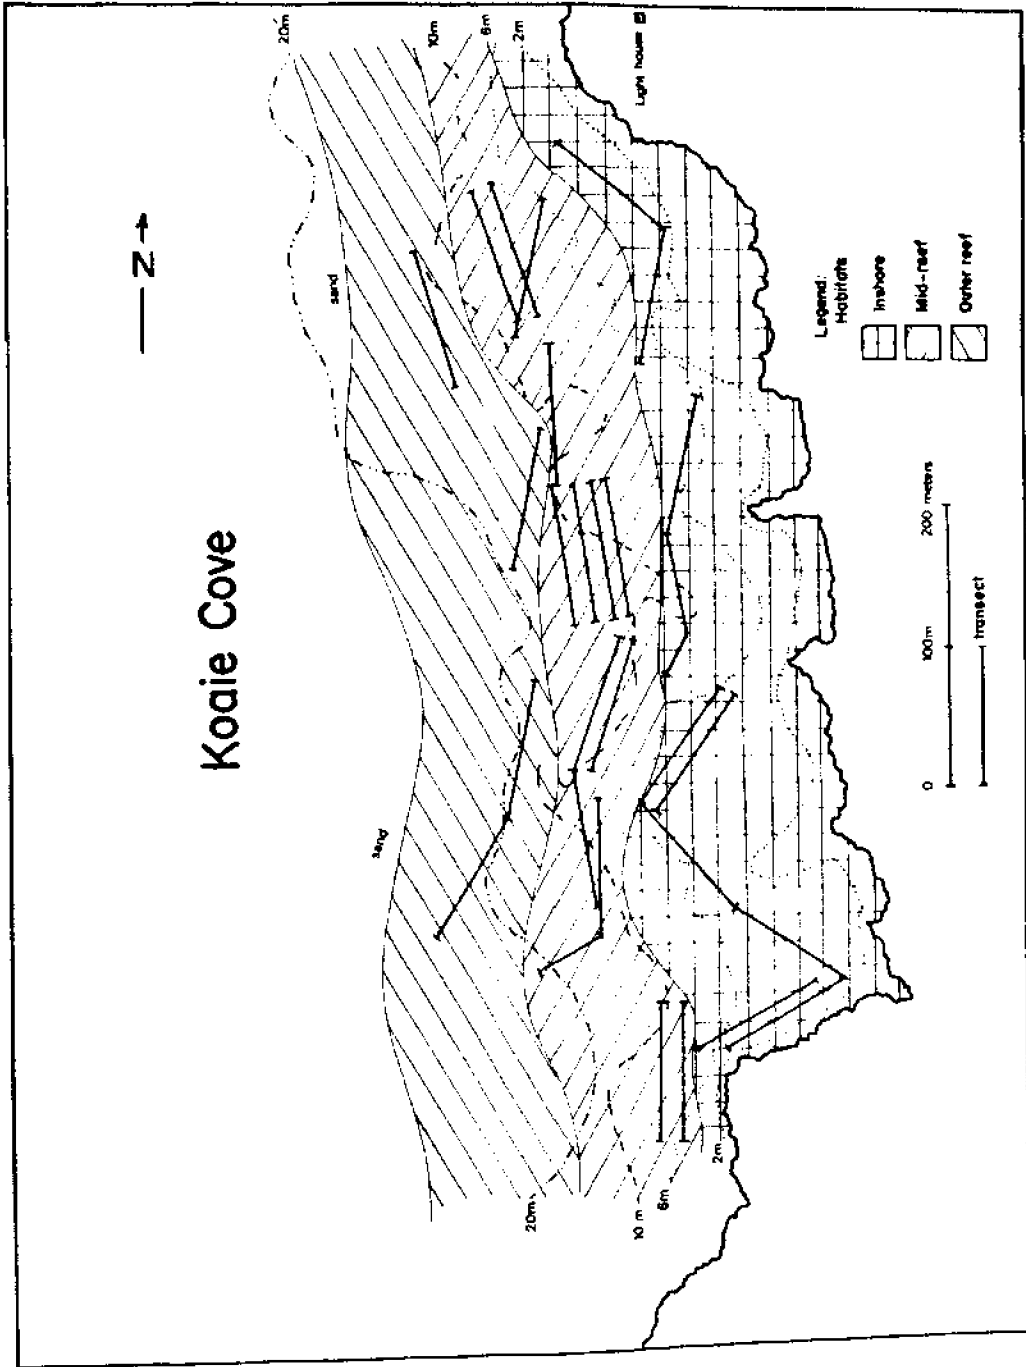 Koaie Cove
N
20m
10m
6m
2m
Light house
sand
sand
Legend:
Habitats
Inshore
Mid-reef
Outer reef
0 100m 200 meters
transect
20m
10 m
6m
2m